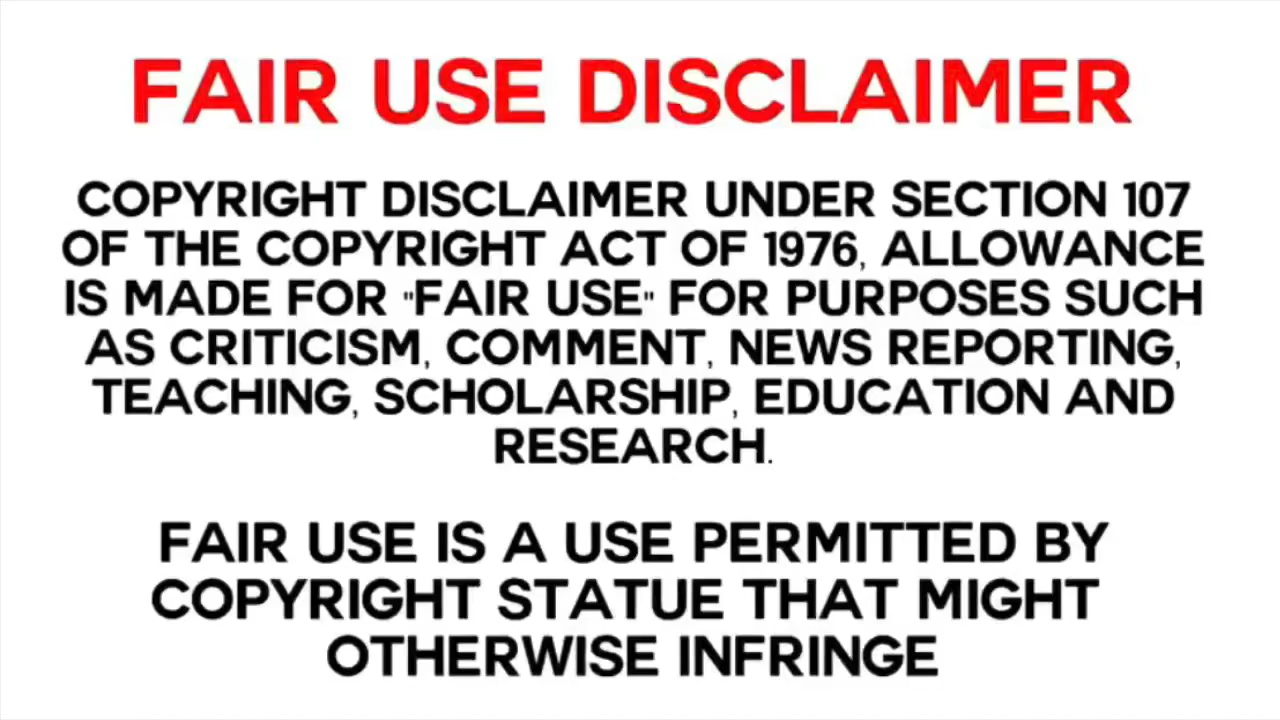 FAIR USE DISCLAIMER
COPYRIGHT DISCLAIMER UNDER SECTION 107
OF THE COPYRIGHT ACT OF 1976, ALLOWANCE
IS MADE FOR "FAIR USE" FOR PURPOSES SUCH
AS CRITICISM, COMMENT, NEWS REPORTING,
TEACHING, SCHOLARSHIP, EDUCATION AND
RESEARCH.
FAIR USE IS A USE PERMITTED BY
COPYRIGHT STATUE THAT MIGHT
OTHERWISE INFRINGE